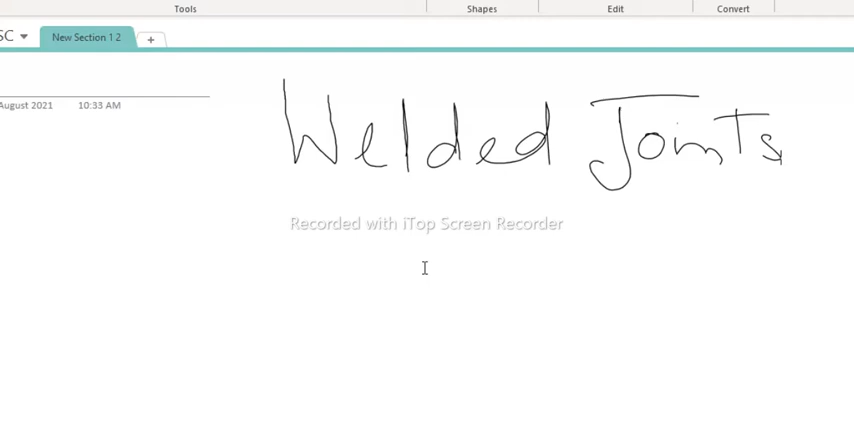 Tools Shapes Edit Convert
SC New Section 1 2 +
August 2021 10:33 AM
Welded Joints
Recorded with iTop Screen Recorder